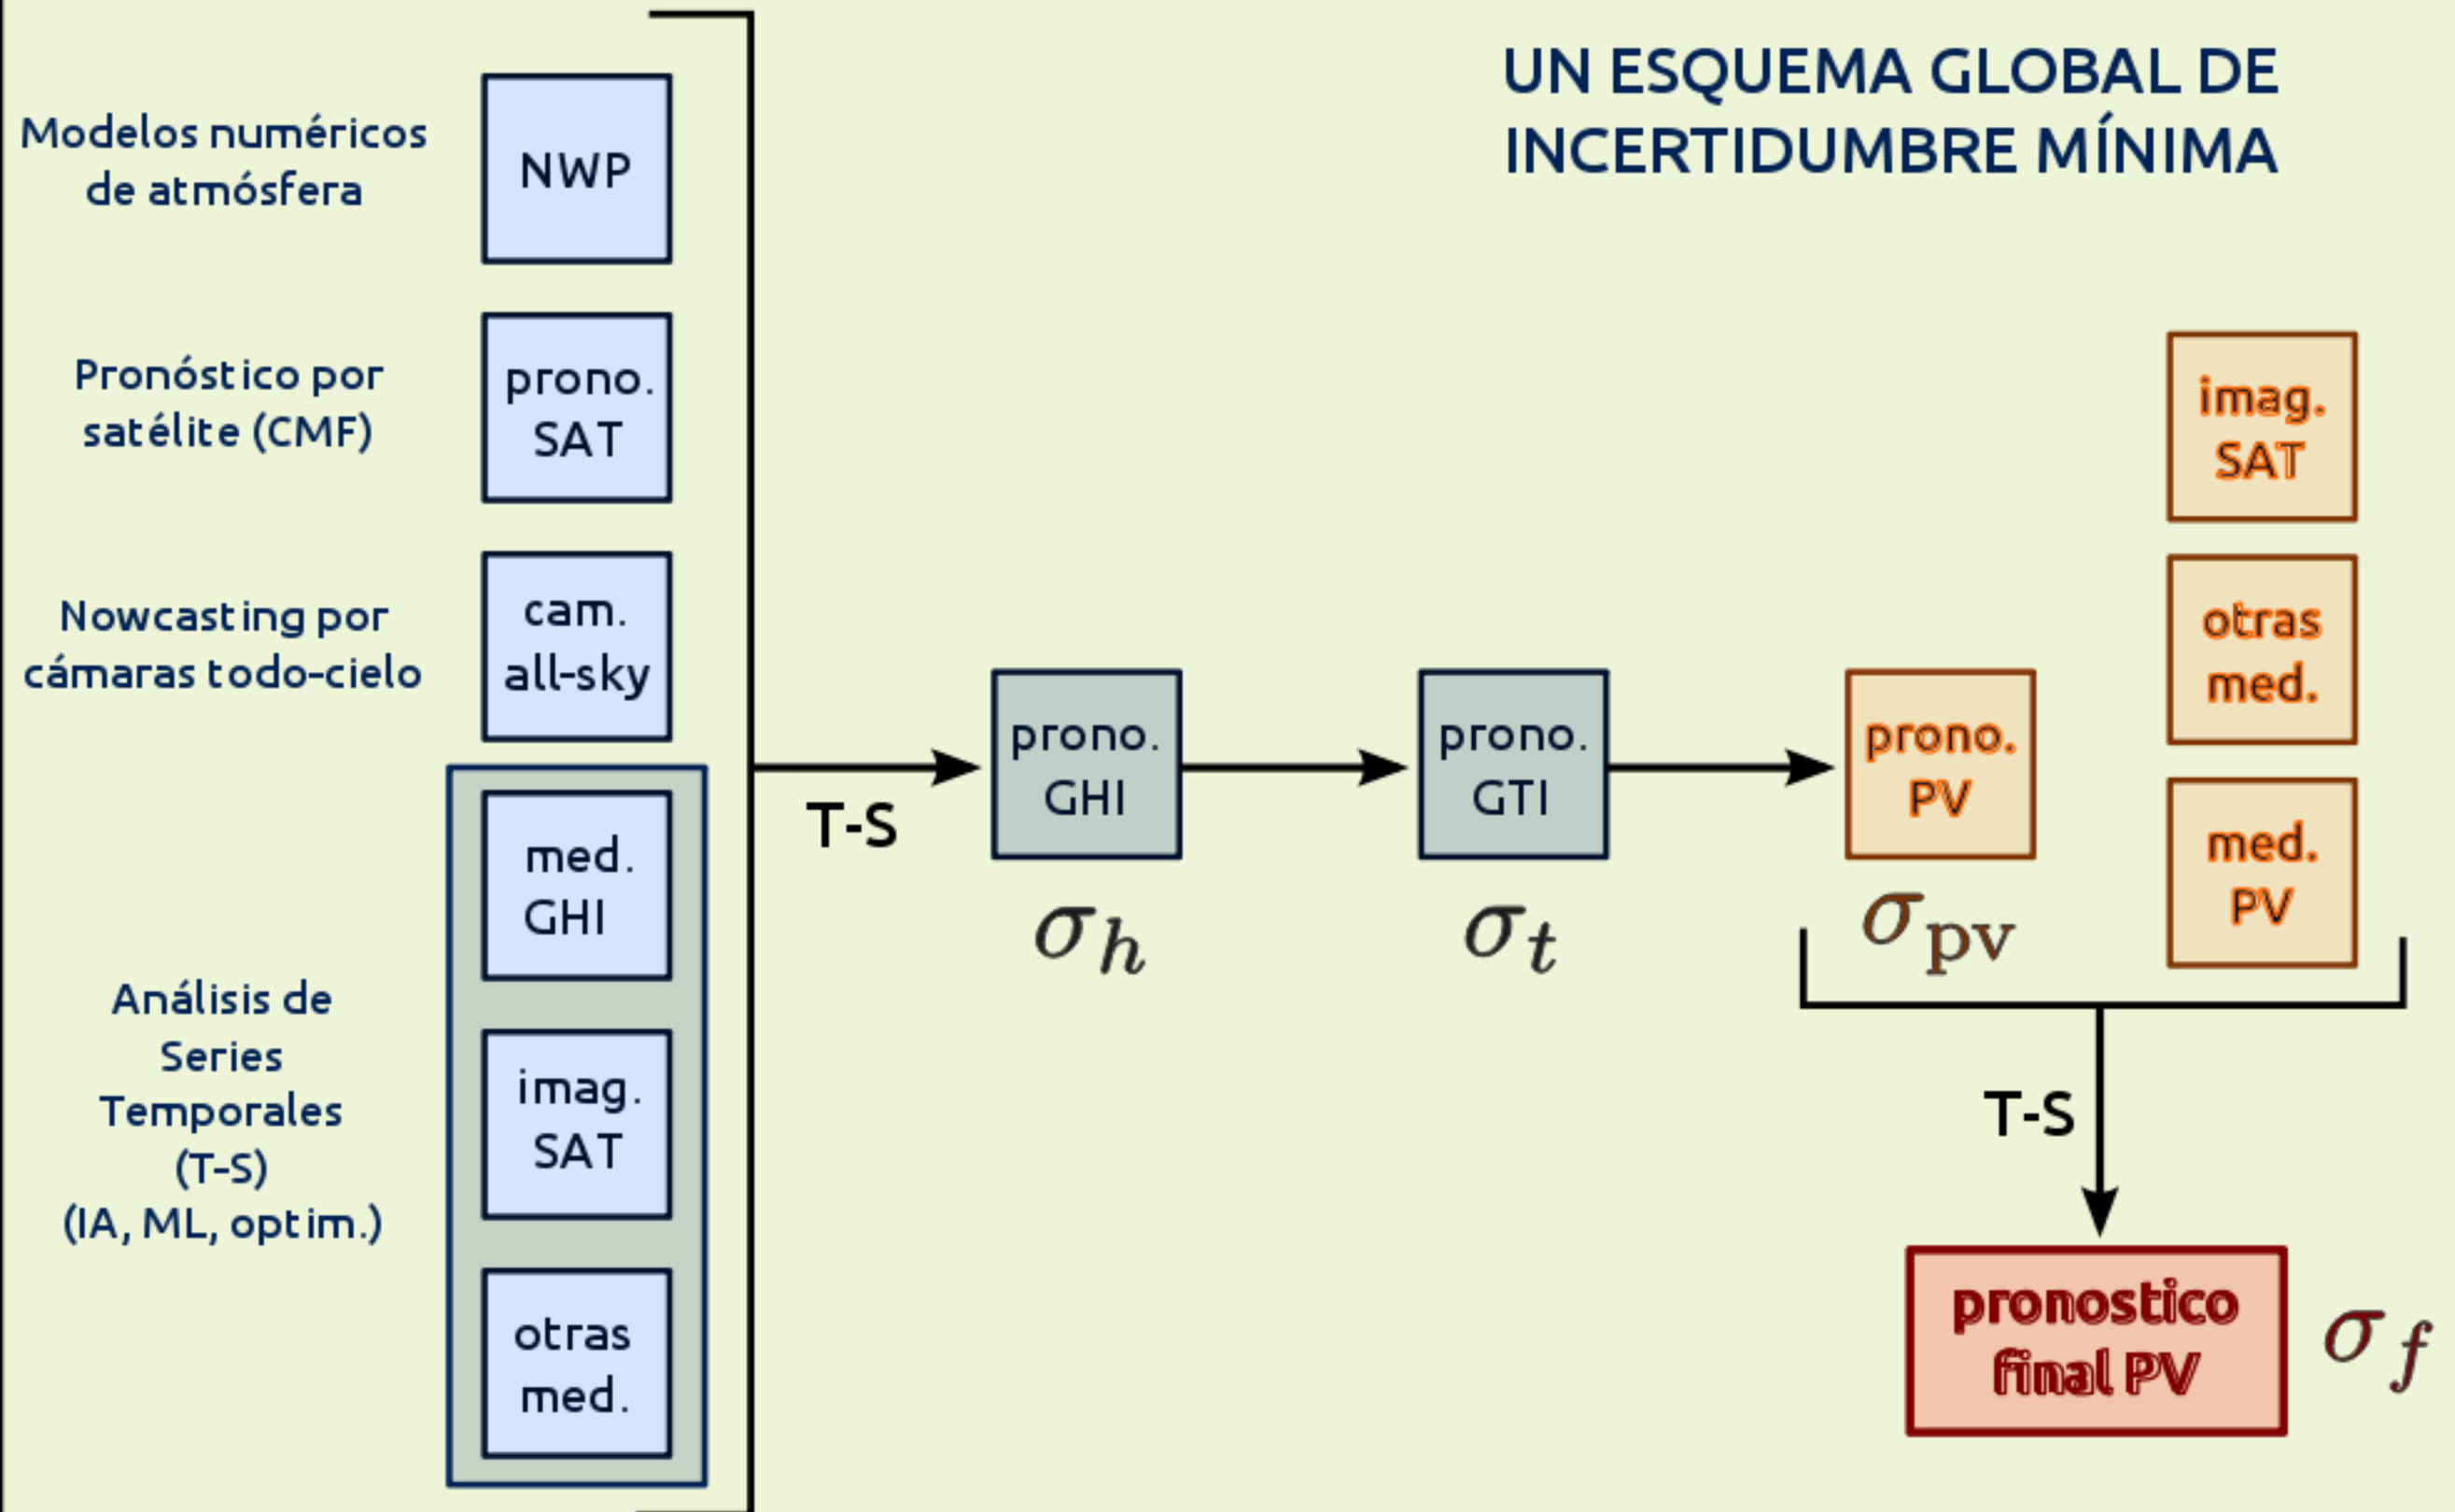 UN ESQUEMA GLOBAL DE
INCERTIDUMBRE MÍNIMA
Modelos numéricos
de atmósfera
NWP
Pronóstico por
satélite (CMF)
prono.
SAT
Nowcasting por
cámaras todo-cielo
cam.
all-sky
Análisis de
Series
Temporales
(T-S)
(IA, ML, optim.)
med.
GHI
imag.
SAT
otras
med.
T-S
prono.
GHI
σh
prono.
GTI
σt
prono.
PV
σpv
imag.
SAT
otras
med.
med.
PV
T-S
pronostico
final PV
σf